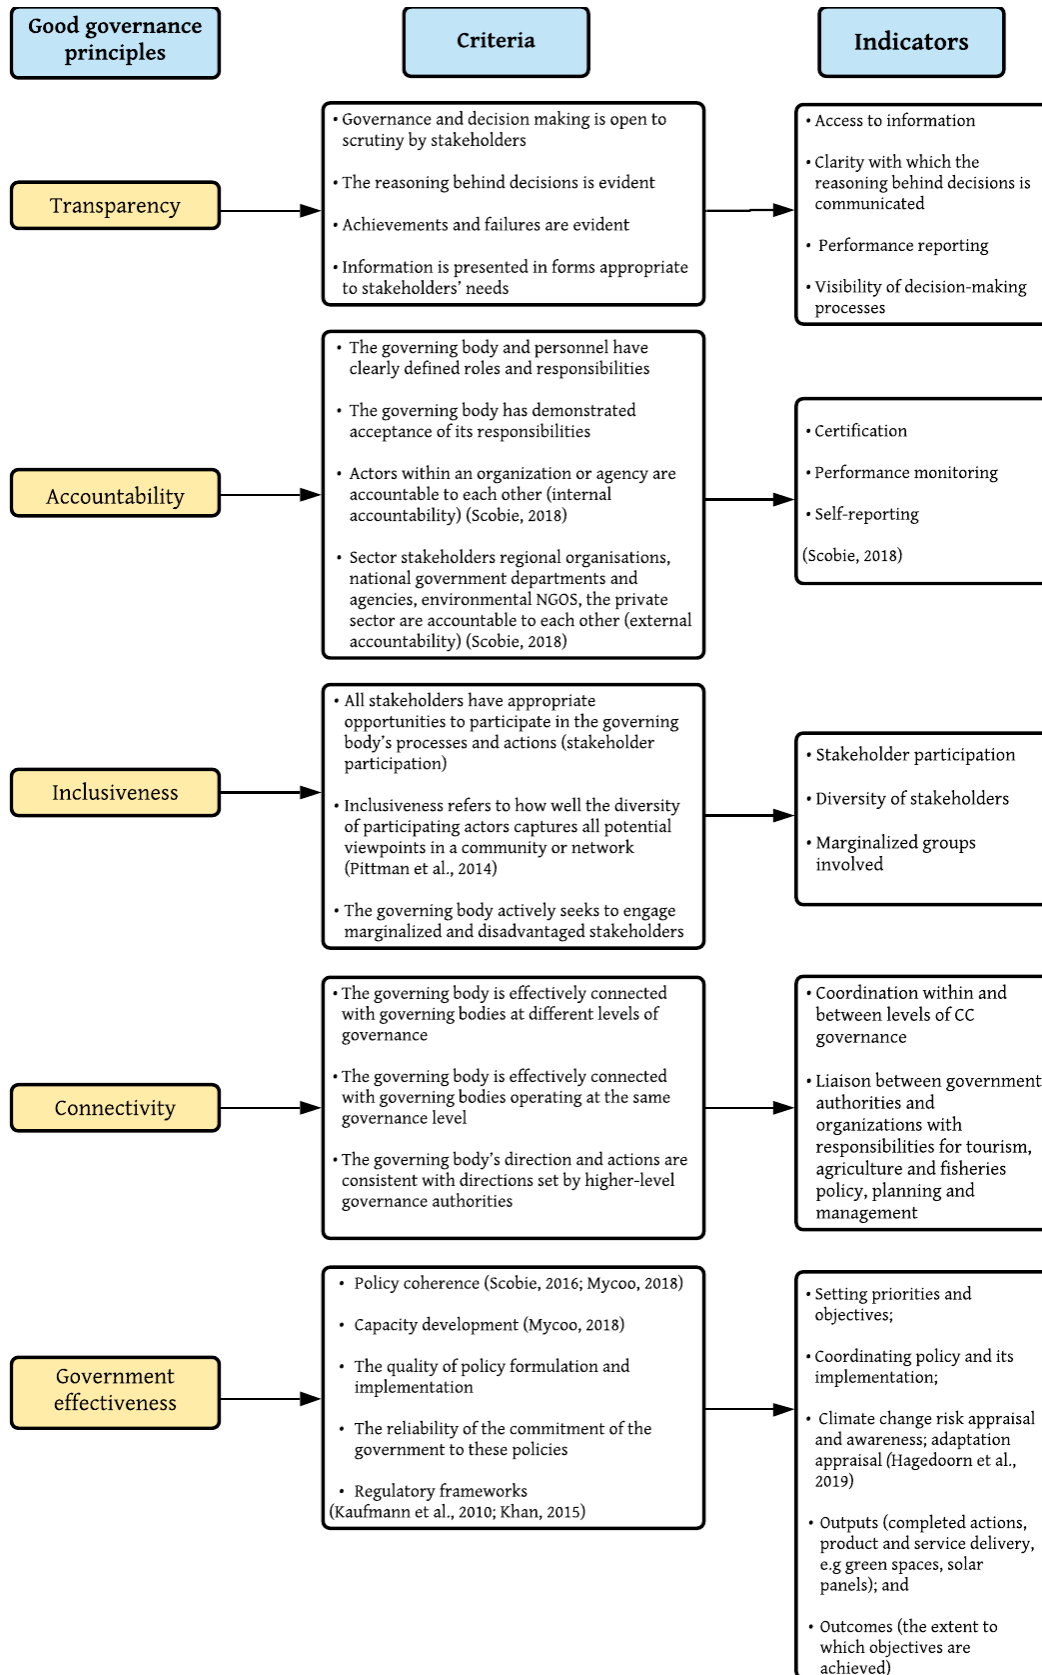 Good governance
principles
Criteria
Indicators
Transparency
• Governance and decision making is open to
scrutiny by stakeholders
• The reasoning behind decisions is evident
• Achievements and failures are evident
• Information is presented in forms appropriate
to stakeholders' needs
• Access to information
• Clarity with which the
reasoning behind decisions is
communicated
• Performance reporting
• Visibility of decision-making
processes
Accountability
• The governing body and personnel have
clearly defined roles and responsibilities
• The governing body has demonstrated
acceptance of its responsibilities
• Actors within an organization or agency are
accountable to each other (internal
accountability) (Scobie, 2018)
• Sector stakeholders regional organisations,
national government departments and
agencies, environmental NGOS, the private
sector are accountable to each other (external
accountability) (Scobie, 2018)
• Certification
• Performance monitoring
• Self-reporting
(Scobie, 2018)
Inclusiveness
• All stakeholders have appropriate
opportunities to participate in the governing
body's processes and actions (stakeholder
participation)
• Inclusiveness refers to how well the diversity
of participating actors captures all potential
viewpoints in a community or network
(Pittman et al., 2014)
• The governing body actively seeks to engage
marginalized and disadvantaged stakeholders
• Stakeholder participation
• Diversity of stakeholders
• Marginalized groups
involved
Connectivity
• The governing body is effectively connected
with governing bodies at different levels of
governance
• The governing body is effectively connected
with governing bodies operating at the same
governance level
• The governing body's direction and actions are
consistent with directions set by higher-level
governance authorities
• Coordination within and
between levels of CC
governance
• Liaison between government
authorities and
organizations with
responsibilities for tourism,
agriculture and fisheries
policy, planning and
management
Government
effectiveness
• Policy coherence (Scobie, 2016; Mycoo, 2018)
• Capacity development (Mycoo, 2018)
• The quality of policy formulation and
implementation
• The reliability of the commitment of the
government to these policies
• Regulatory frameworks
(Kaufmann et al., 2010; Khan, 2015)
• Setting priorities and
objectives;
• Coordinating policy and its
implementation;
• Climate change risk appraisal
and awareness; adaptation
appraisal (Hagedoorn et al.,
2019)
• Outputs (completed actions,
product and service delivery,
e.g green spaces, solar
panels); and
• Outcomes (the extent to
which objectives are
achieved)